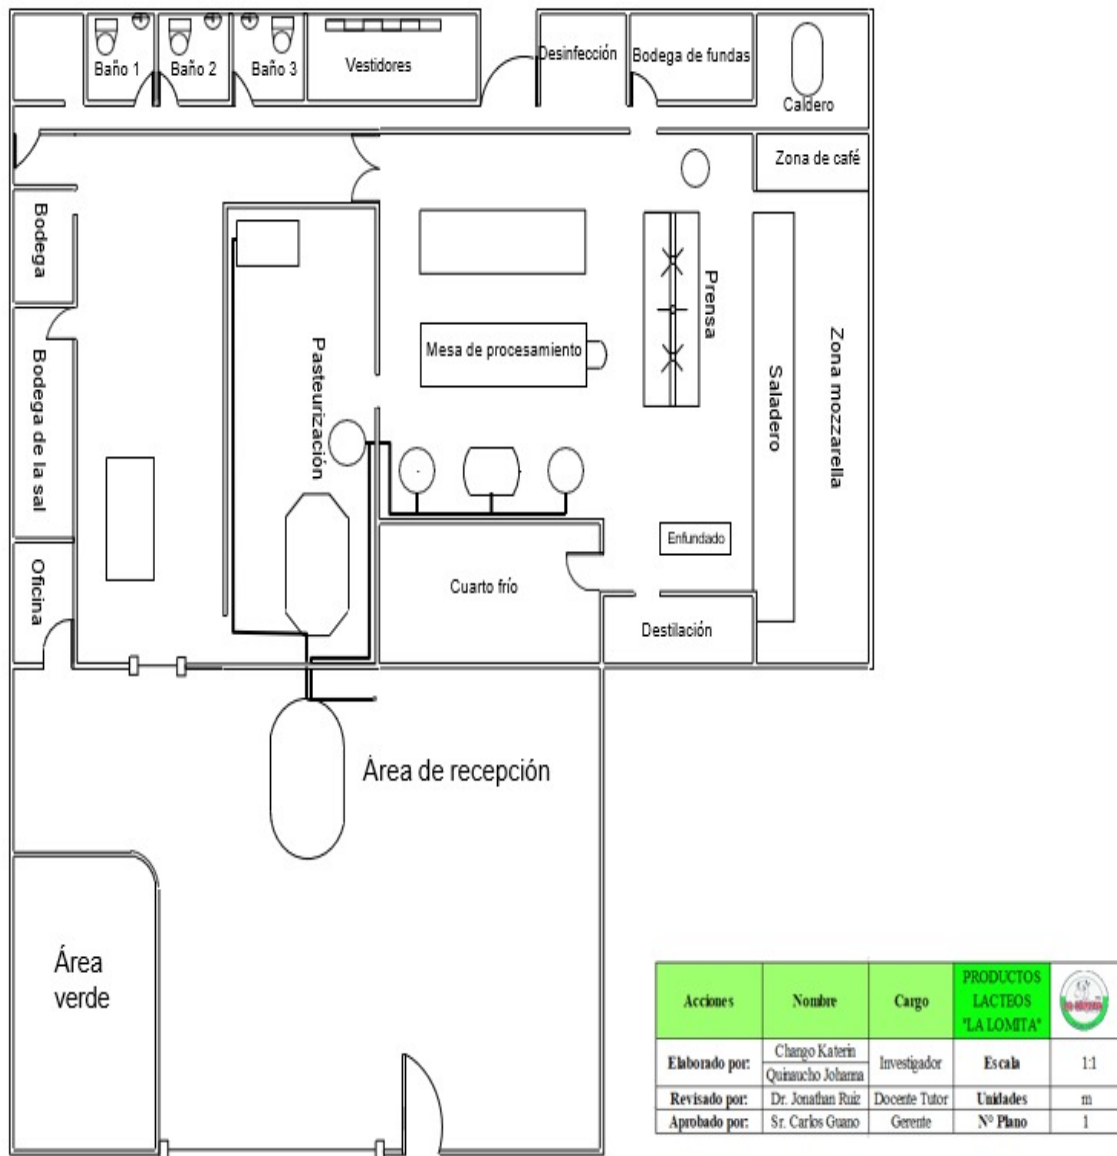 Baño 1
Baño 2
Baño 3
Vestidores
Desinfección
Bodega de fundas
Caldero
Zona de café
Bodega
Prensa
Mesa de procesamiento
Pasteurización
Bodega de la sal
Saladero
Zona mozzarella
Enfundado
Oficina
Cuarto frío
Destilación
Área de recepción
Área
verde
Acciones
Nombre
Cargo
PRODUCTOS
LACTEOS
"LA LOMITA"
Elaborado por:
Chango Katerin
Quinaucho Johanna
Investigador
Escala
1:1
Revisado por:
Dr. Jonathan Ruiz
Docente Tutor
Unidades
m
Aprobado por:
Sr. Carlos Guano
Gerente
Nº Plano
1